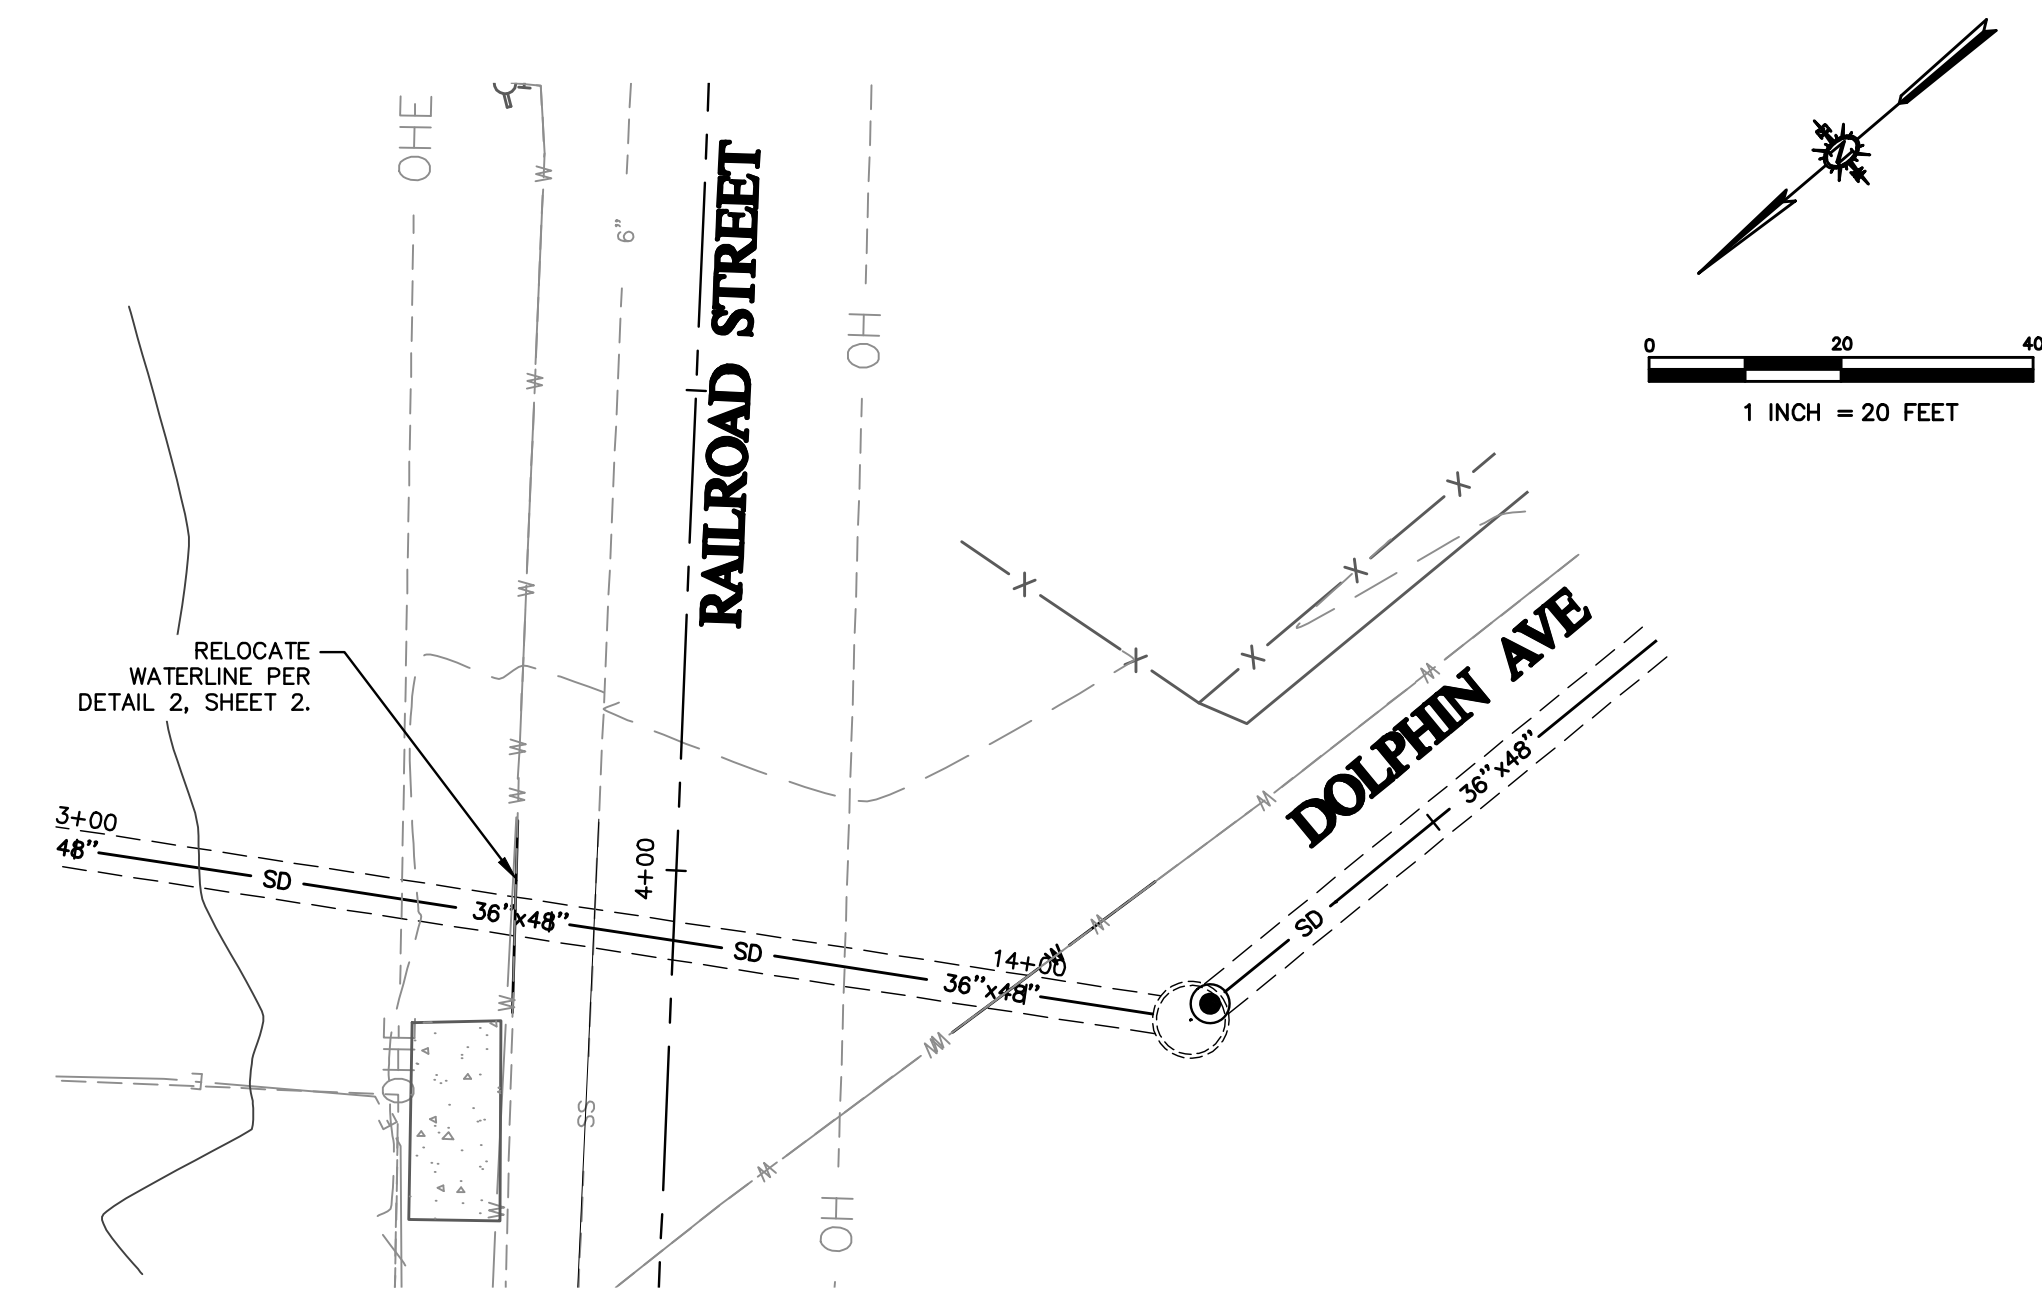 OHE
W
6"
RAILROAD STREET
OH
0 20 40
1 INCH = 20 FEET
W
X
X
X
X
X
W
RELOCATE
WATERLINE PER
DETAIL 2, SHEET 2.
W
W
W
DOLPHIN AVE
36"x48"
W
3+00
48"
SD
36"x48"
4+00
SD
14+00
W
W
36"x48"
SD
W
W
OHE
E
E
SS
W
W
OH